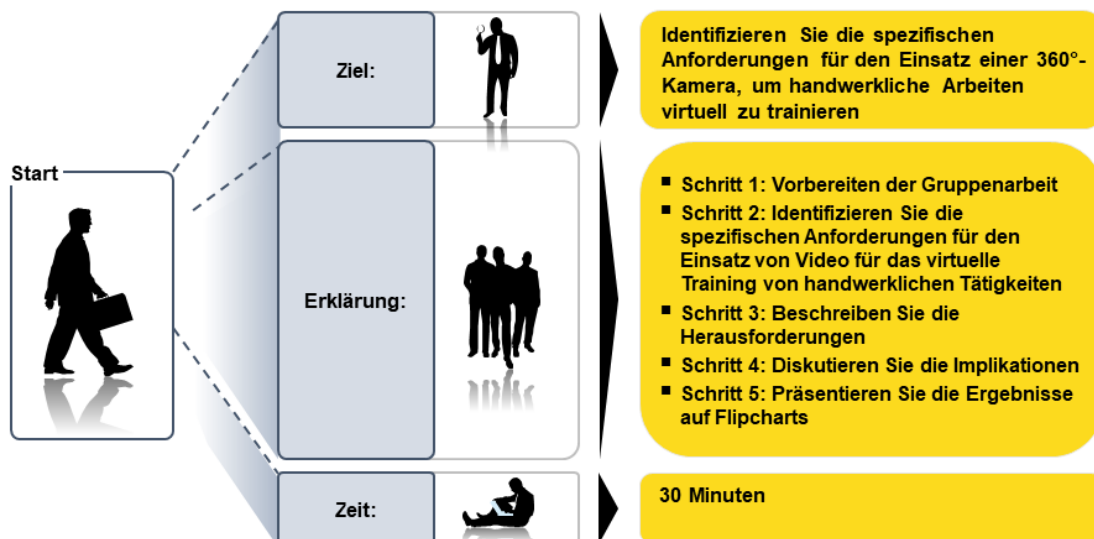 Start
Ziel:
Identifizieren Sie die spezifischen
Anforderungen für den Einsatz einer 360°-
Kamera, um handwerkliche Arbeiten
virtuell zu trainieren
Erklärung:
▪ Schritt 1: Vorbereiten der Gruppenarbeit
▪ Schritt 2: Identifizieren Sie die
spezifischen Anforderungen für den
Einsatz von Video für das virtuelle
Training von handwerklichen Tätigkeiten
▪ Schritt 3: Beschreiben Sie die
Herausforderungen
▪ Schritt 4: Diskutieren Sie die Implikationen
▪ Schritt 5: Präsentieren Sie die Ergebnisse
auf Flipcharts
Zeit:
30 Minuten